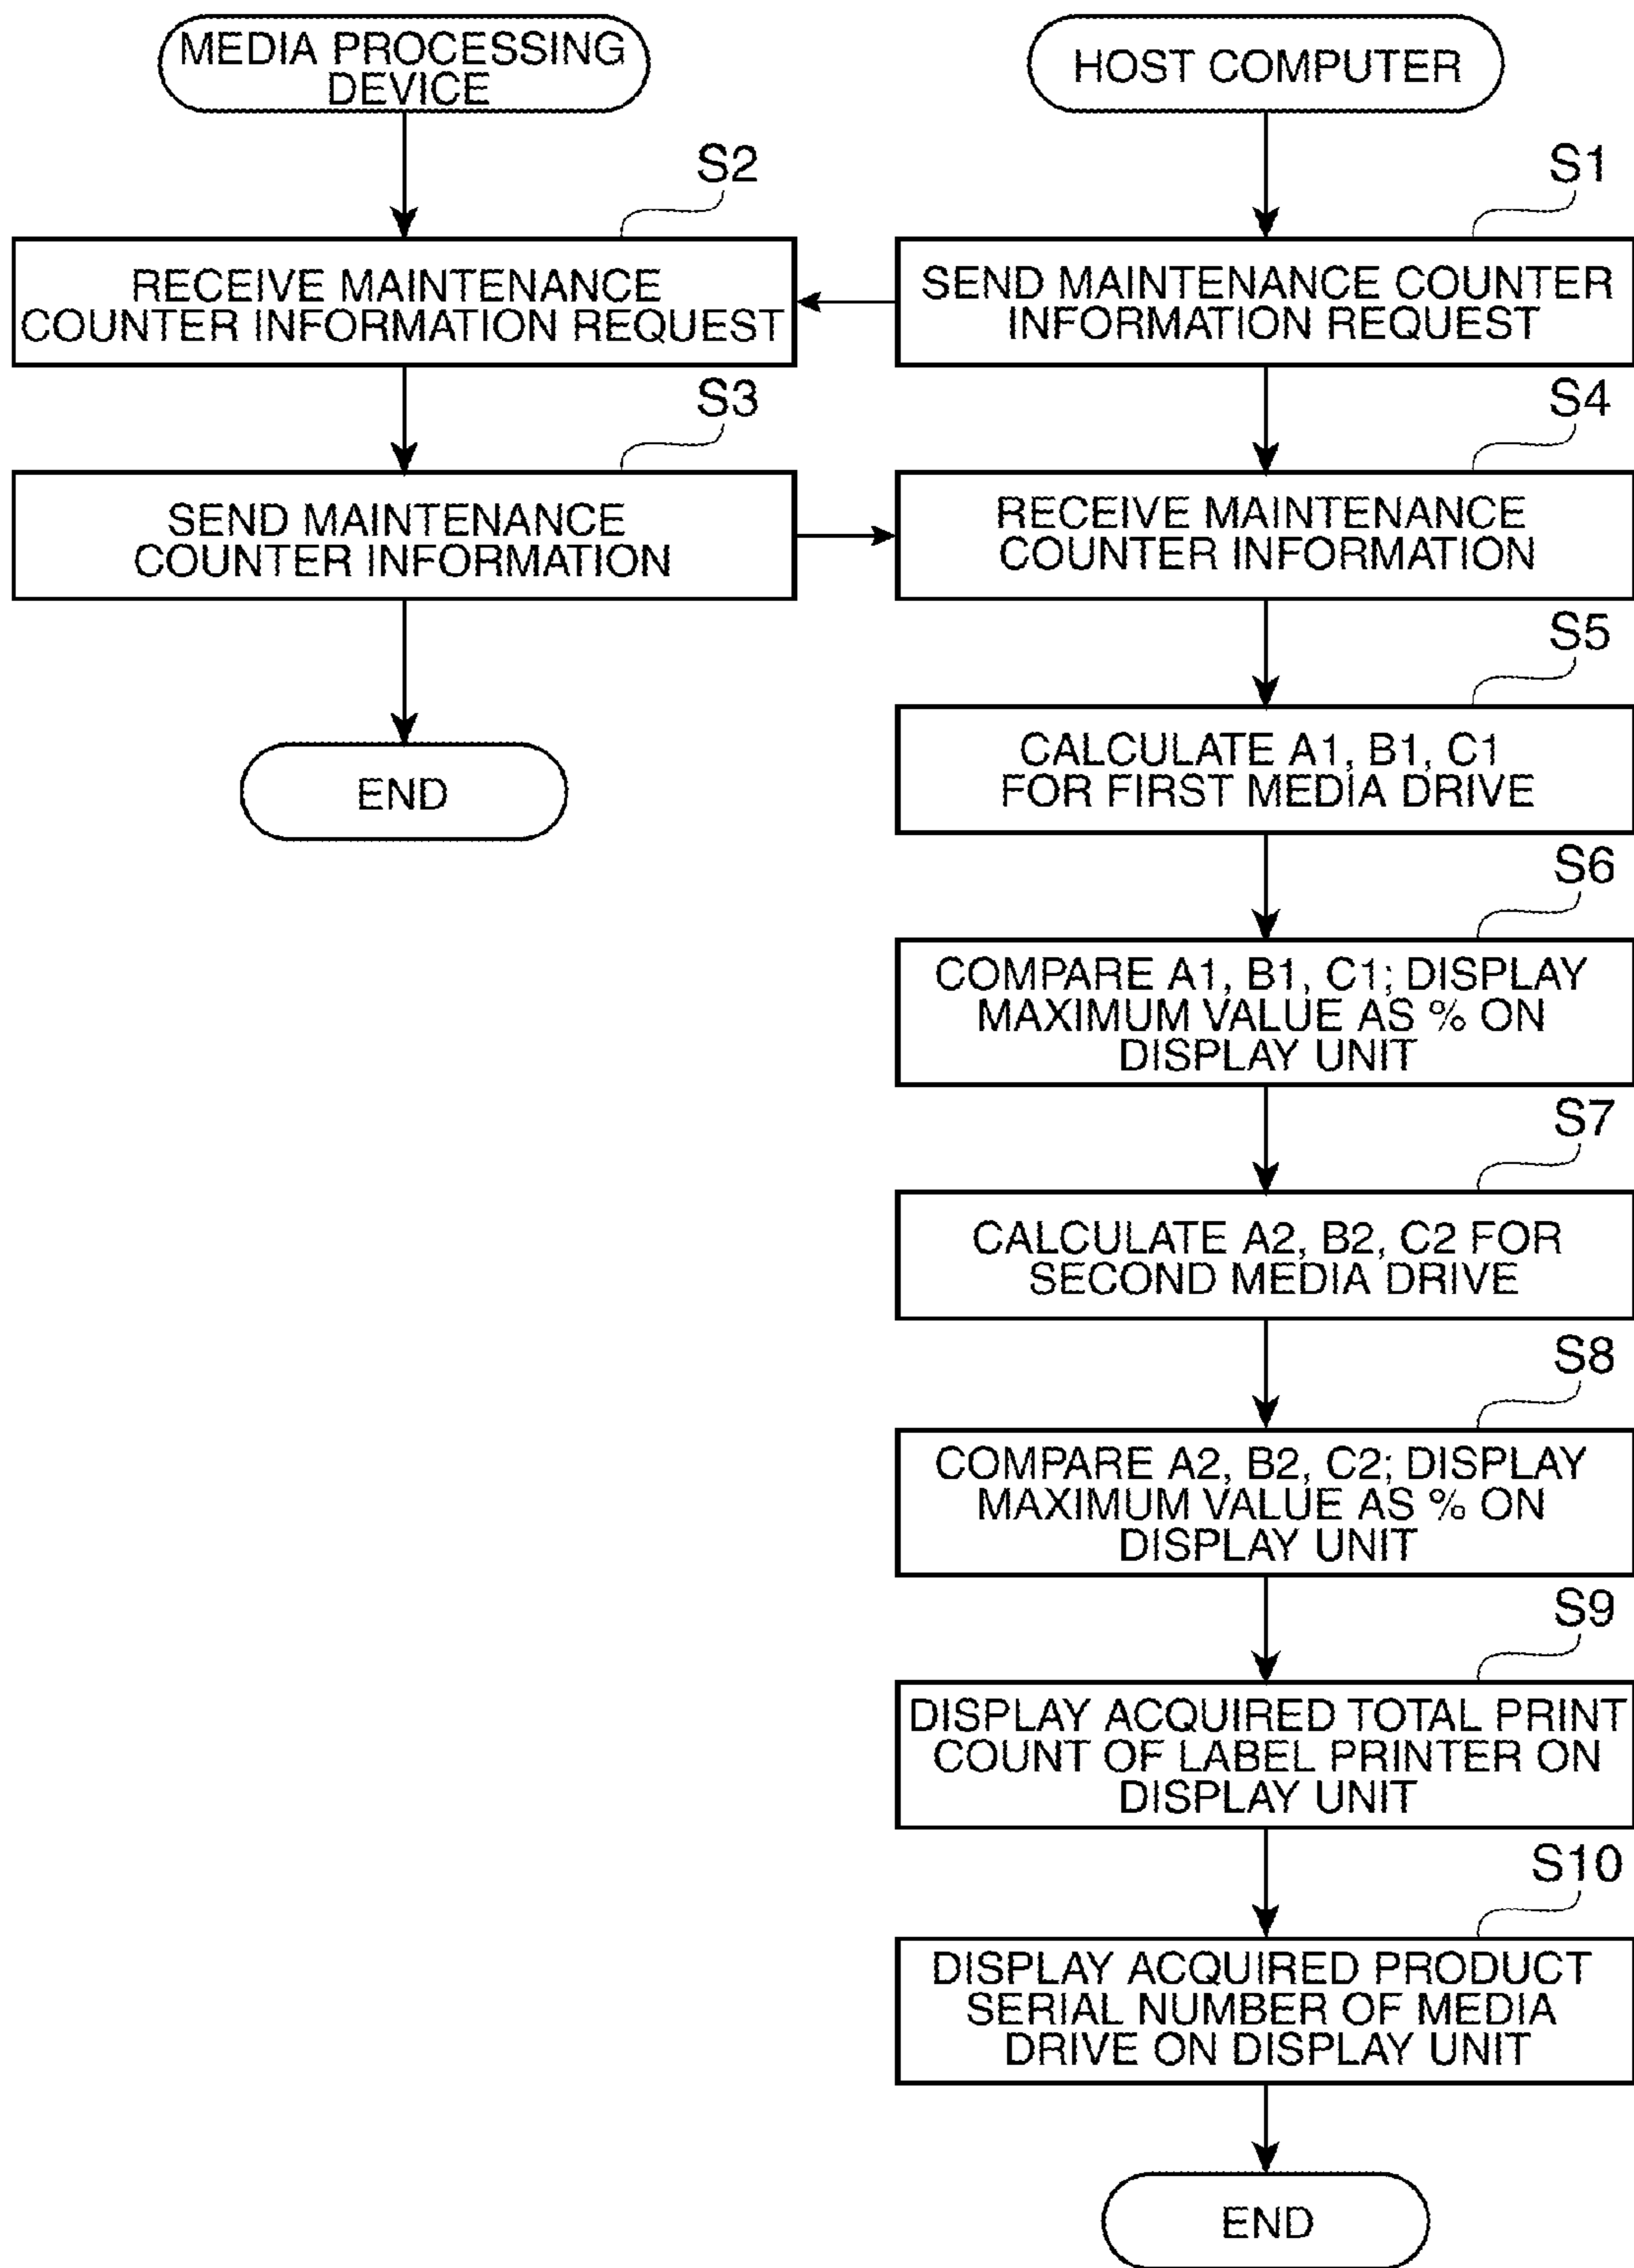 MEDIA PROCESSING
DEVICE
HOST COMPUTER
S2
S1
RECEIVE MAINTENANCE
COUNTER INFORMATION REQUEST
SEND MAINTENANCE COUNTER
INFORMATION REQUEST
S3
S4
SEND MAINTENANCE
COUNTER INFORMATION
RECEIVE MAINTENANCE
COUNTER INFORMATION
S5
CALCULATE A1, B1, C1
FOR FIRST MEDIA DRIVE
END
S6
COMPARE A1, B1, C1; DISPLAY
MAXIMUM VALUE AS % ON
DISPLAY UNIT
S7
CALCULATE A2, B2, C2 FOR
SECOND MEDIA DRIVE
S8
COMPARE A2, B2, C2; DISPLAY
MAXIMUM VALUE AS % ON
DISPLAY UNIT
S9
DISPLAY ACQUIRED TOTAL PRINT
COUNT OF LABEL PRINTER ON
DISPLAY UNIT
S10
DISPLAY ACQUIRED PRODUCT
SERIAL NUMBER OF MEDIA
DRIVE ON DISPLAY UNIT
END